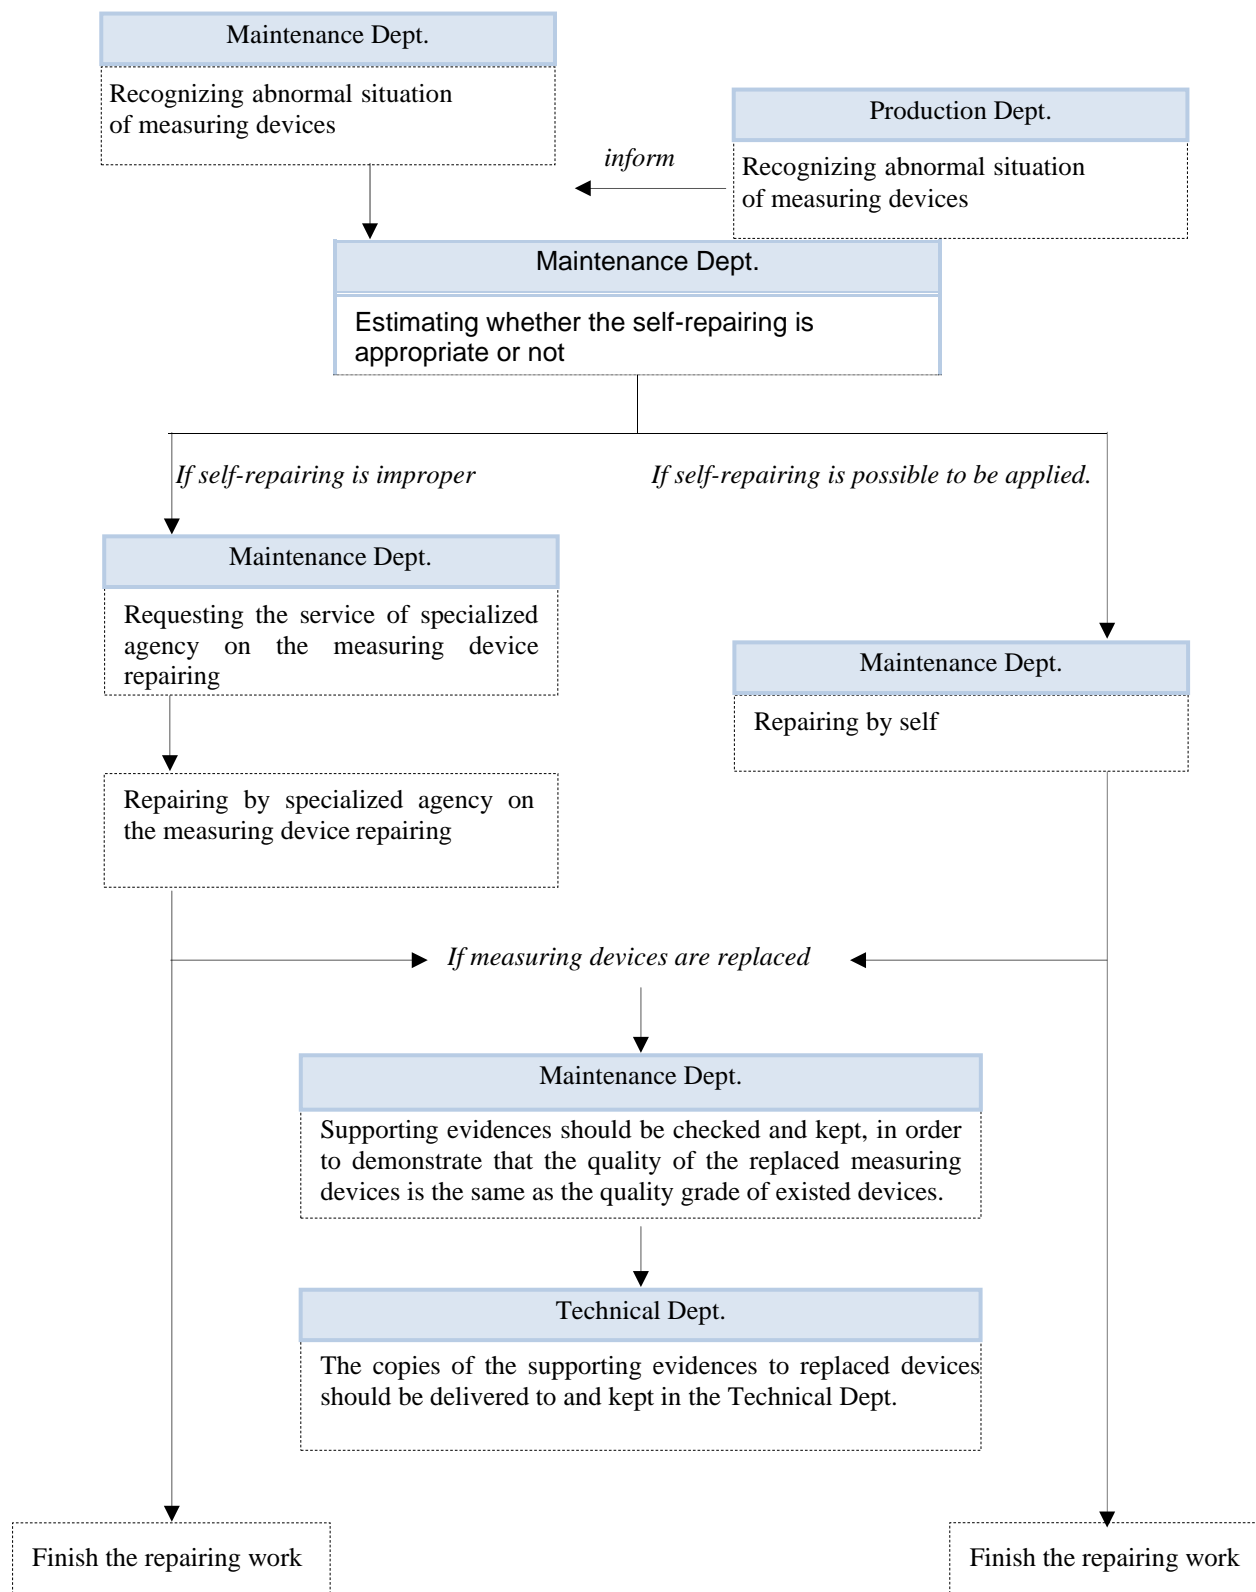 Maintenance Dept.
Recognizing abnormal situation
of measuring devices
Production Dept.
inform
Recognizing abnormal situation
of measuring devices
Maintenance Dept.
Estimating whether the self-repairing is
appropriate or not
If self-repairing is improper
If self-repairing is possible to be applied.
Maintenance Dept.
Requesting the service of specialized
agency on the measuring device
repairing
Maintenance Dept.
Repairing by self
Repairing by specialized agency on
the measuring device repairing
If measuring devices are replaced
Maintenance Dept.
Supporting evidences should be checked and kept, in order
to demonstrate that the quality of the replaced measuring
devices is the same as the quality grade of existed devices.
Technical Dept.
The copies of the supporting evidences to replaced devices
should be delivered to and kept in the Technical Dept.
Finish the repairing work
Finish the repairing work